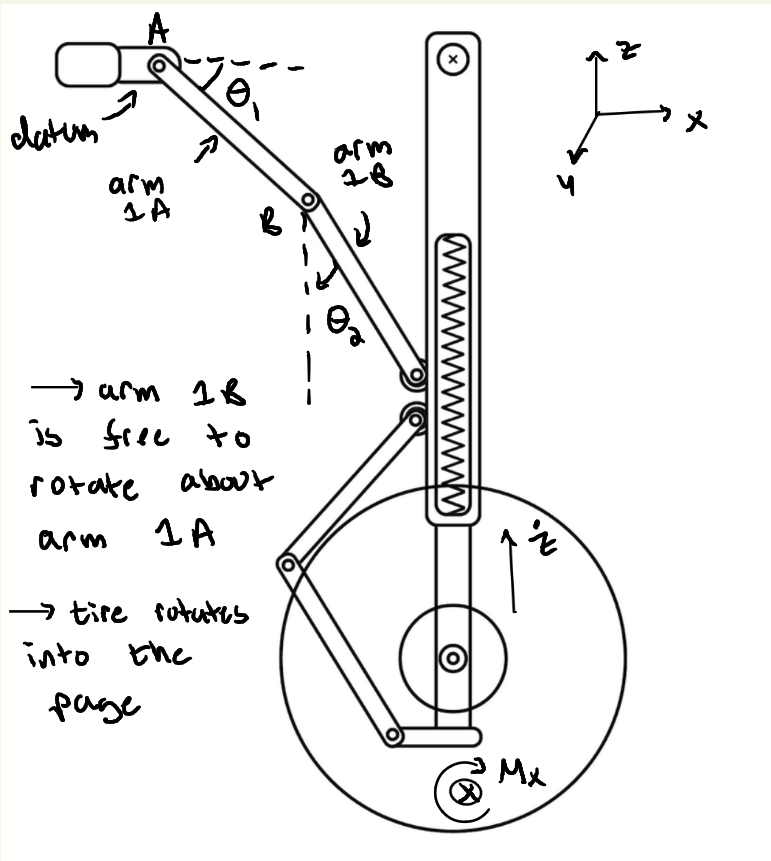 A
z
x
y
θ₁
datum
arm
1A
arm
1B
B
θ₂
→ arm 1B
is free to
rotate about
arm 1A
ż
→ tire rotates
into the
page
Mx